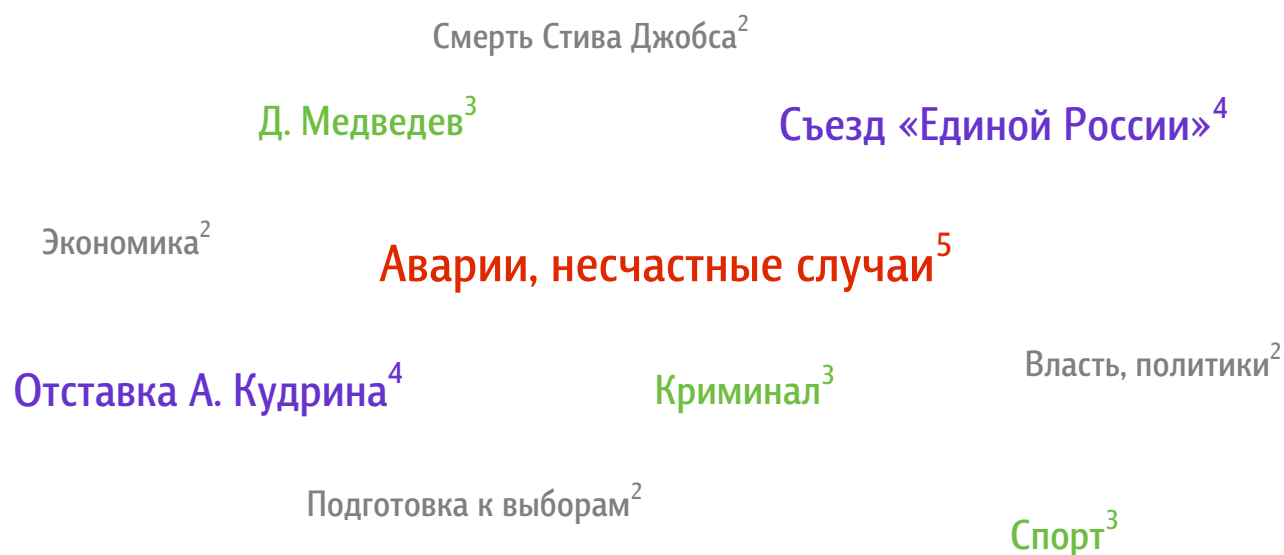 Смерть Стива Джобса²
Д. Медведев³
Съезд «Единой России»⁴
Экономика²
Аварии, несчастные случаи⁵
Власть, политики²
Отставка А. Кудрина⁴
Криминал³
Подготовка к выборам²
Спорт³